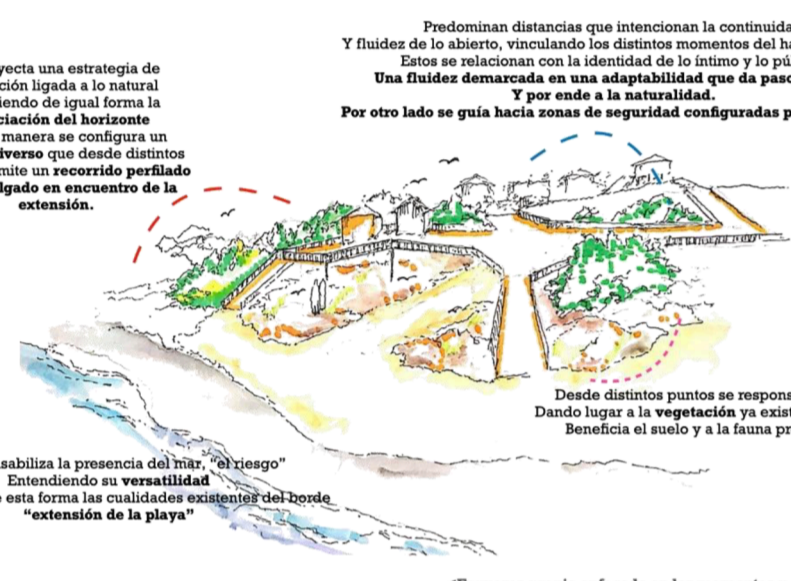 Predominan distancias que intencionan la continuida
Y fluidez de lo abierto, vinculando los distintos momentos del ha
Estos se relacionan con la identidad de lo íntimo y lo pú
Una fluidez demarcada en una adaptabilidad que da paso
Y por ende a la naturalidad.
Por otro lado se guía hacia zonas de seguridad configuradas p
yecta una estrategia de
ción ligada a lo natural
iendo de igual forma la
ciación del horizonte
manera se configura un
iverso que desde distintos
mite un recorrido perfilado
lgado en encuentro de la
extensión.
Desde distintos puntos se respons
Dando lugar a la vegetación ya exist
Beneficia el suelo y a la fauna pr
sabiliza la presencia del mar, “el riesgo”
Entendiendo su versatilidad
e esta forma las cualidades existentes del borde
“extensión de la playa”